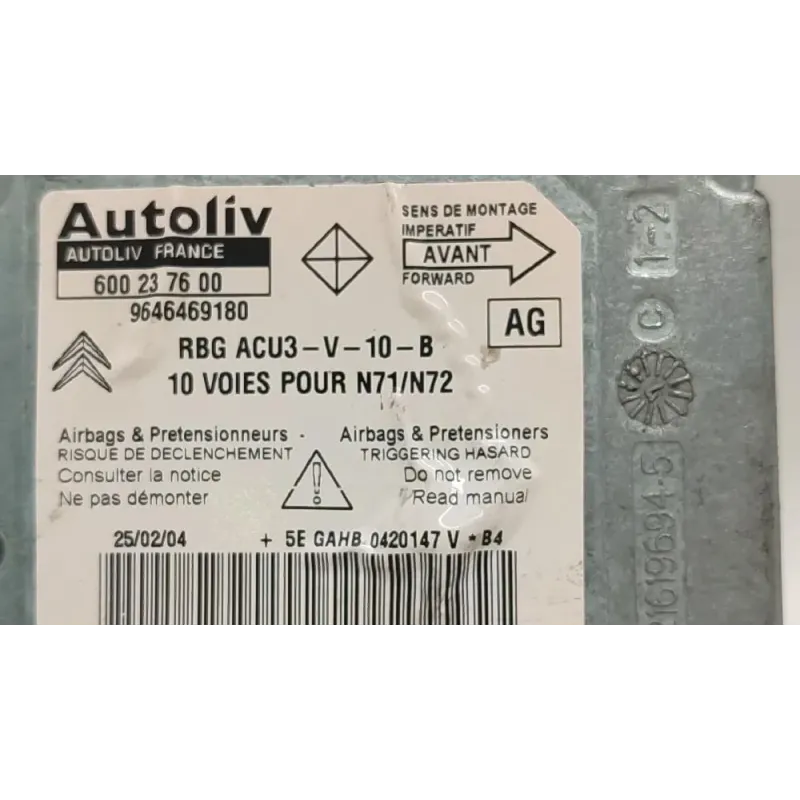 Autoliv
AUTOLIV FRANCE
600 23 76 00
9646469180
SENS DE MONTAGE
IMPERATIF
AVANT
FORWARD
AG
RBG ACU3-V-10-B
10 VOIES POUR N71/N72
Airbags & Pretensionneurs -
RISQUE DE DECLENCHEMENT
Consulter la notice
Ne pas démonter
Airbags & Pretensioners
TRIGGERING HASARD
Do not remove
Read manual
25/02/04 + 5E GAHB 0420147 V * B4
C 1-2
1619694-5